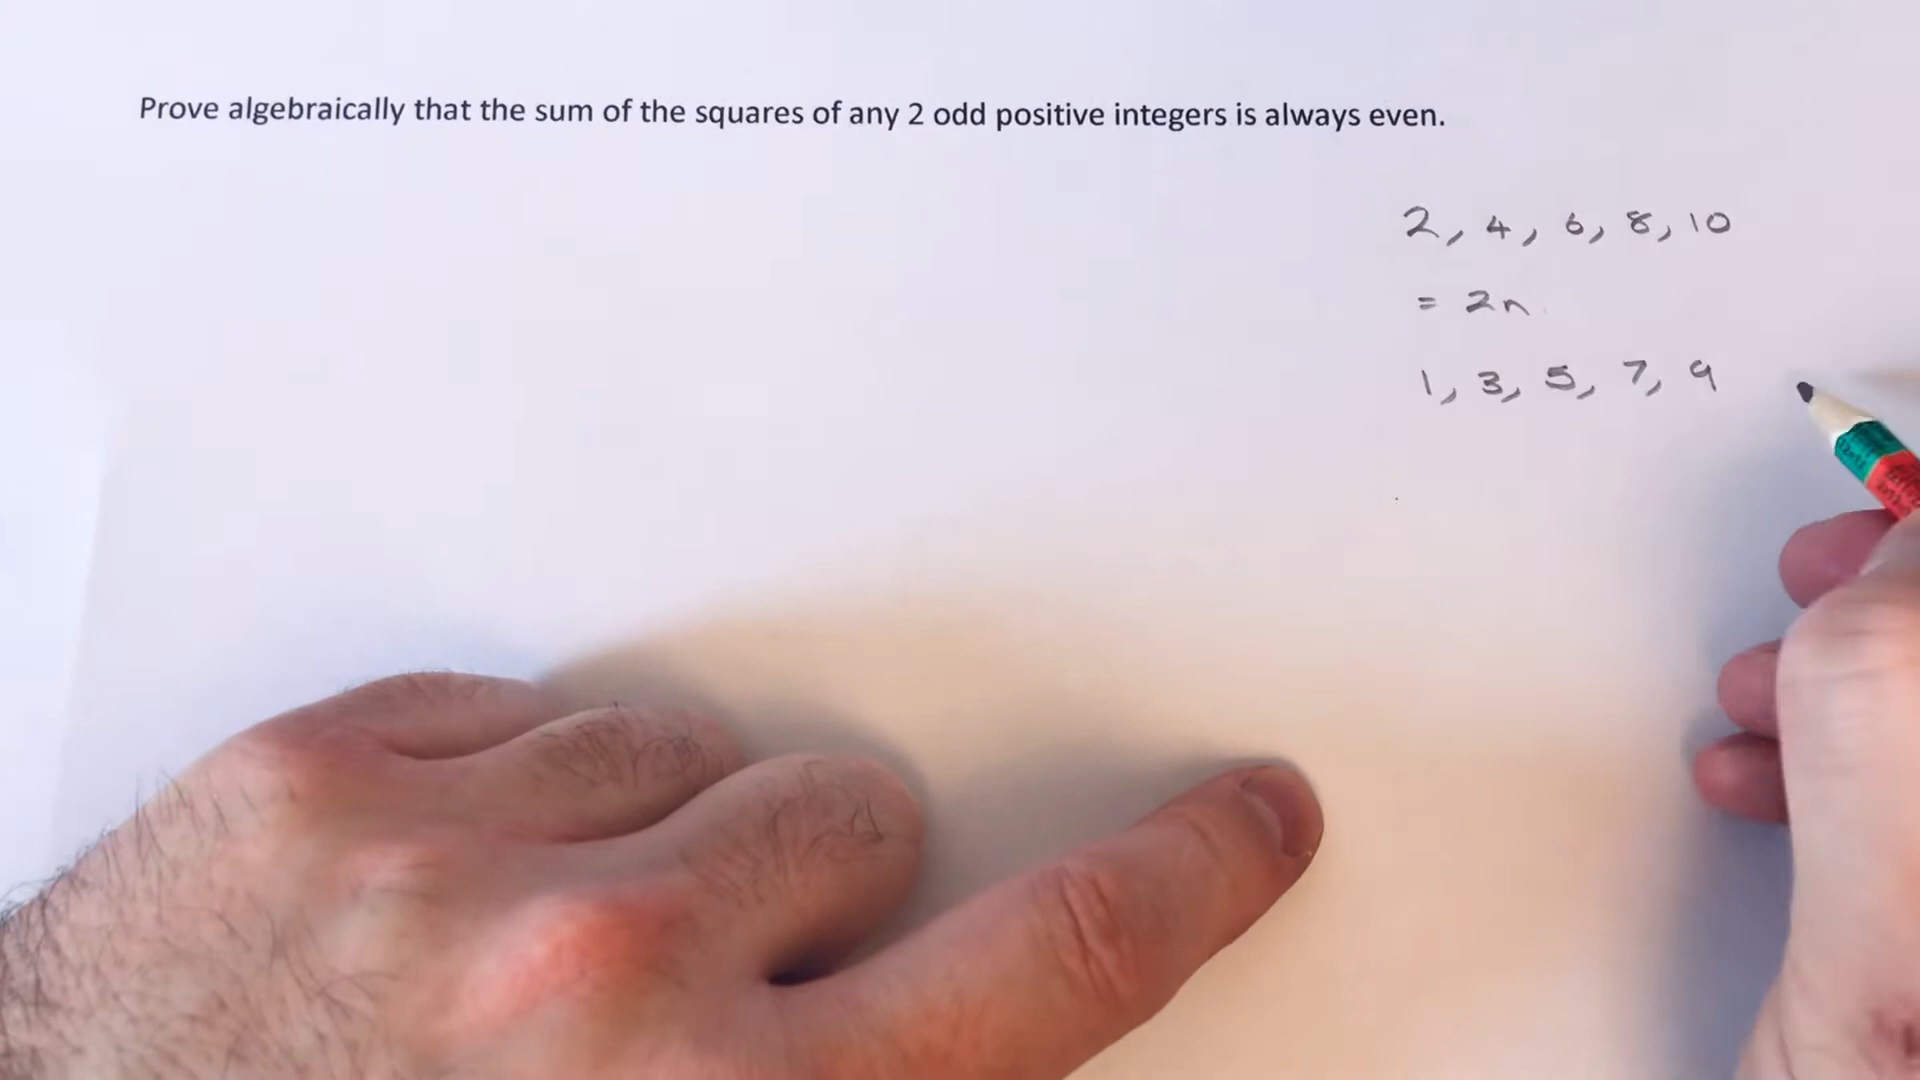 Prove algebraically that the sum of the squares of any 2 odd positive integers is always even.
2, 4, 6, 8, 10
= 2n
1, 3, 5, 7, 9